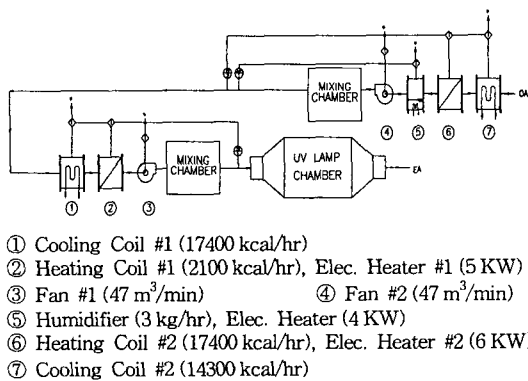 MIXING
CHAMBER
OA
④ ⑤ ⑥ ⑦
MIXING
CHAMBER
UV LAMP
CHAMBER
EA
① ② ③
① Cooling Coil #1 (17400 kcal/hr)
② Heating Coil #1 (2100 kcal/hr), Elec. Heater #1 (5 KW)
③ Fan #1 (47 m³/min) ④ Fan #2 (47 m³/min)
⑤ Humidifier (3 kg/hr), Elec. Heater (4 KW)
⑥ Heating Coil #2 (17400 kcal/hr), Elec. Heater #2 (6 KW)
⑦ Cooling Coil #2 (14300 kcal/hr)